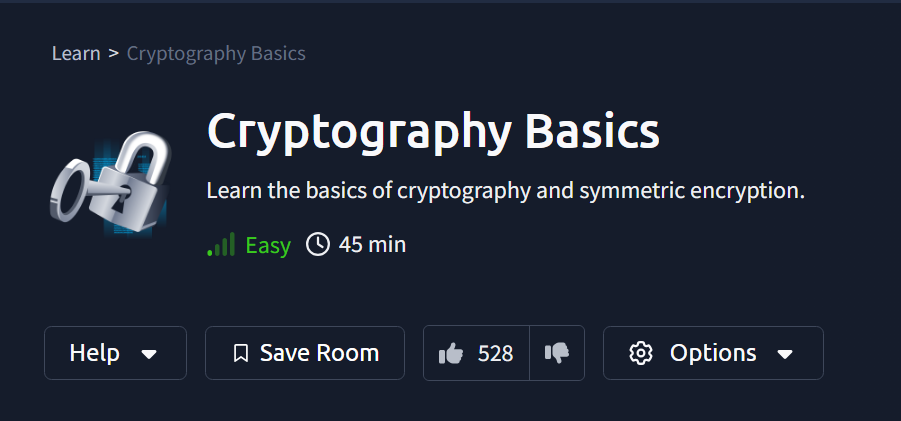 Learn > Cryptography Basics
Cryptography Basics
Learn the basics of cryptography and symmetric encryption.
Easy 45 min
Help Save Room 528 Options